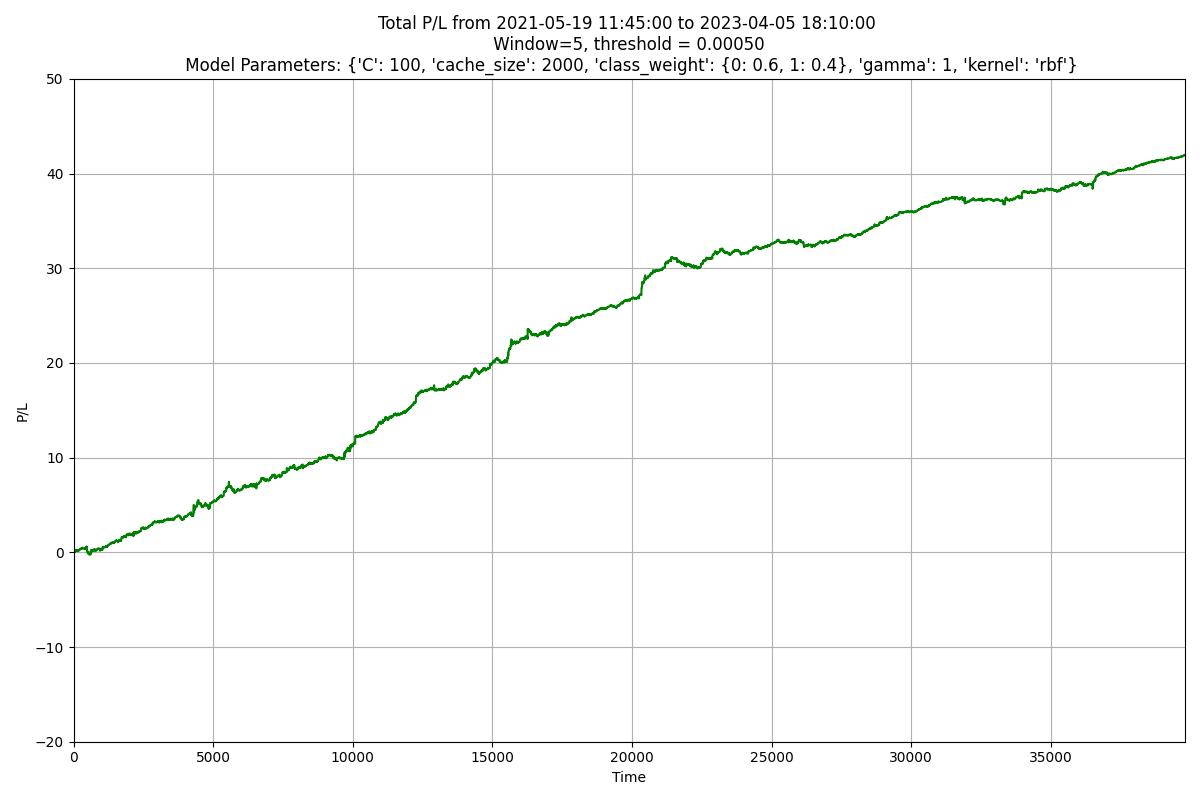 Total P/L from 2021-05-19 11:45:00 to 2023-04-05 18:10:00
Window=5, threshold = 0.00050
Model Parameters: {'C': 100, 'cache_size': 2000, 'class_weight': {0: 0.6, 1: 0.4}, 'gamma': 1, 'kernel': 'rbf'}
50
40
30
20
10
0
−10
−20
P/L
0 5000 10000 15000 20000 25000 30000 35000
Time